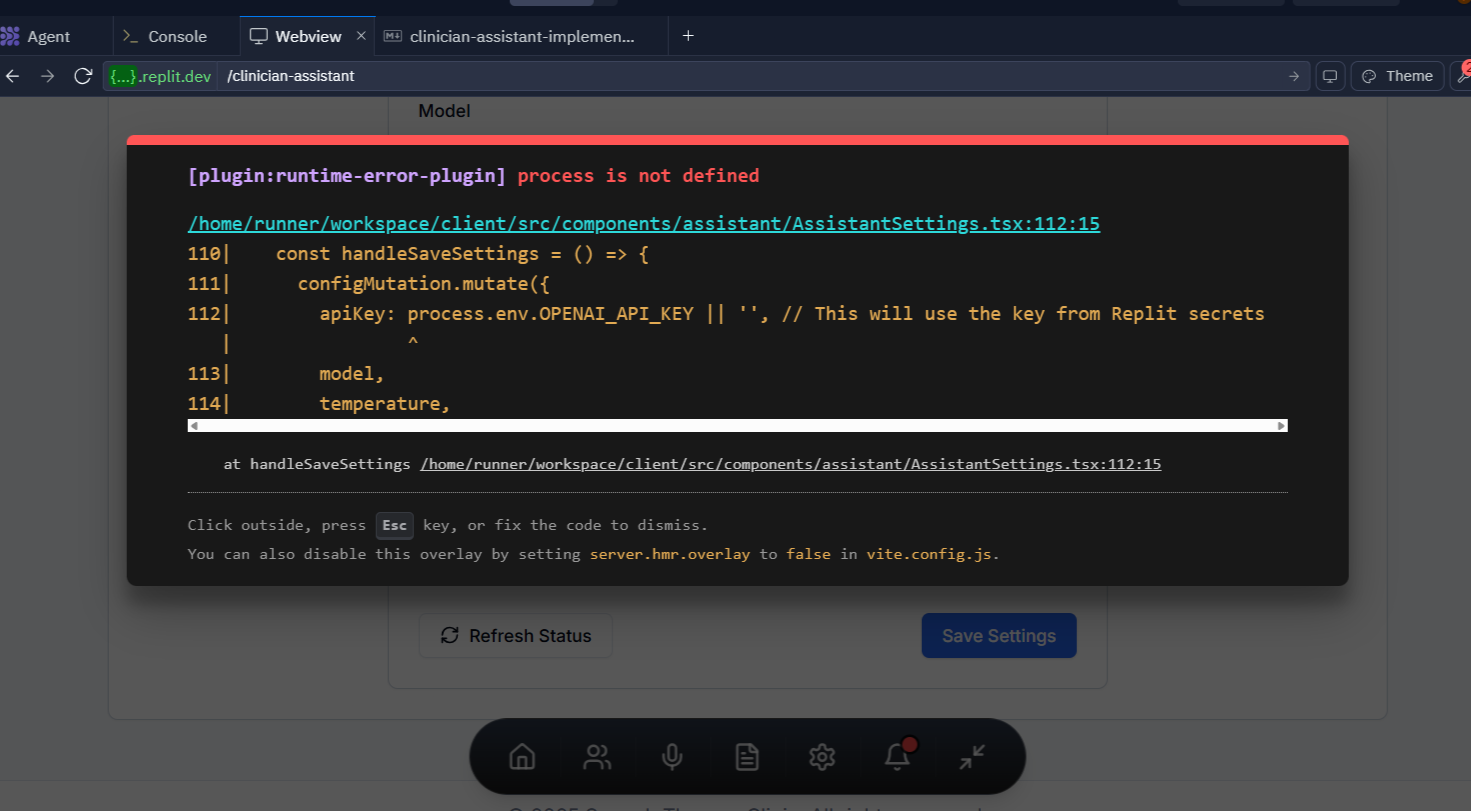 Agent
Console
Webview
clinician-assistant-implemen...
{...}.replit.dev
/clinician-assistant
Theme
2
Model
[plugin:runtime-error-plugin] process is not defined
/home/runner/workspace/client/src/components/assistant/AssistantSettings.tsx:112:15
110|    const handleSaveSettings = () => {
111|      configMutation.mutate({
112|        apiKey: process.env.OPENAI_API_KEY || '', // This will use the key from Replit secrets
   |                ^
113|        model,
114|        temperature,
at handleSaveSettings /home/runner/workspace/client/src/components/assistant/AssistantSettings.tsx:112:15
Click outside, press Esc key, or fix the code to dismiss.
You can also disable this overlay by setting server.hmr.overlay to false in vite.config.js.
Refresh Status
Save Settings